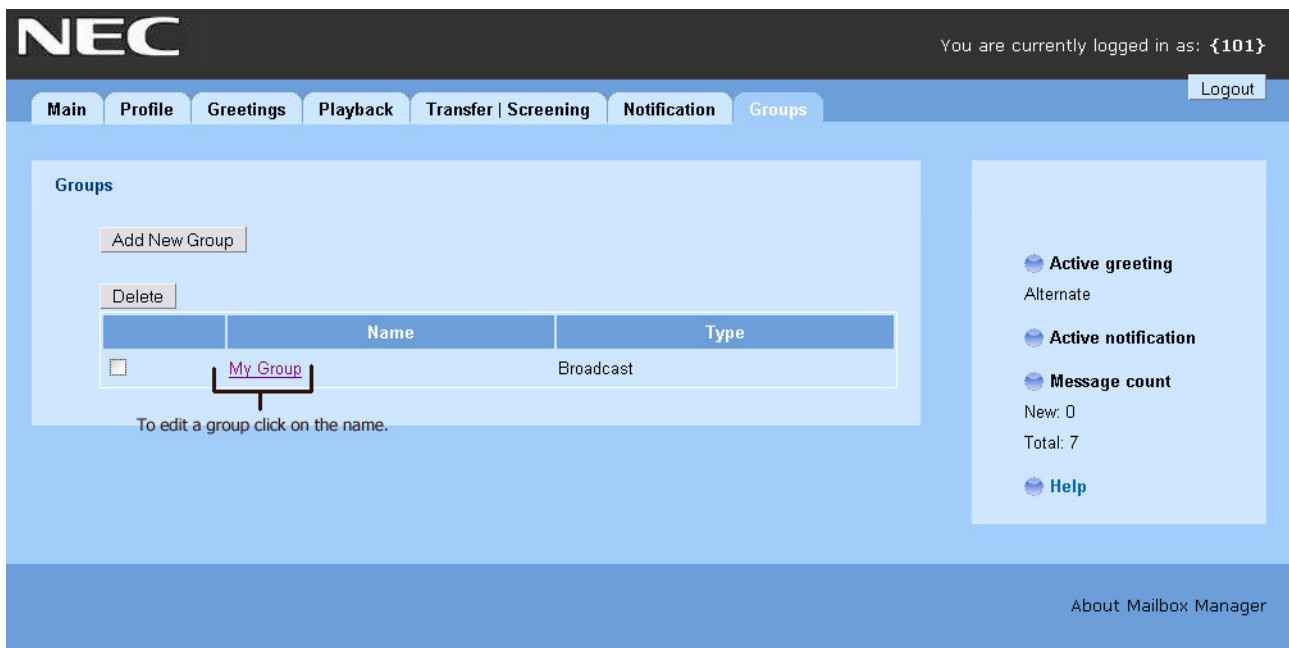 NEC
You are currently logged in as: {101}
Logout
Main Profile Greetings Playback Transfer | Screening Notification Groups
Groups
Add New Group
Delete
Name Type
My Group Broadcast
To edit a group click on the name.
Active greeting
Alternate
Active notification
Message count
New: 0
Total: 7
Help
About Mailbox Manager